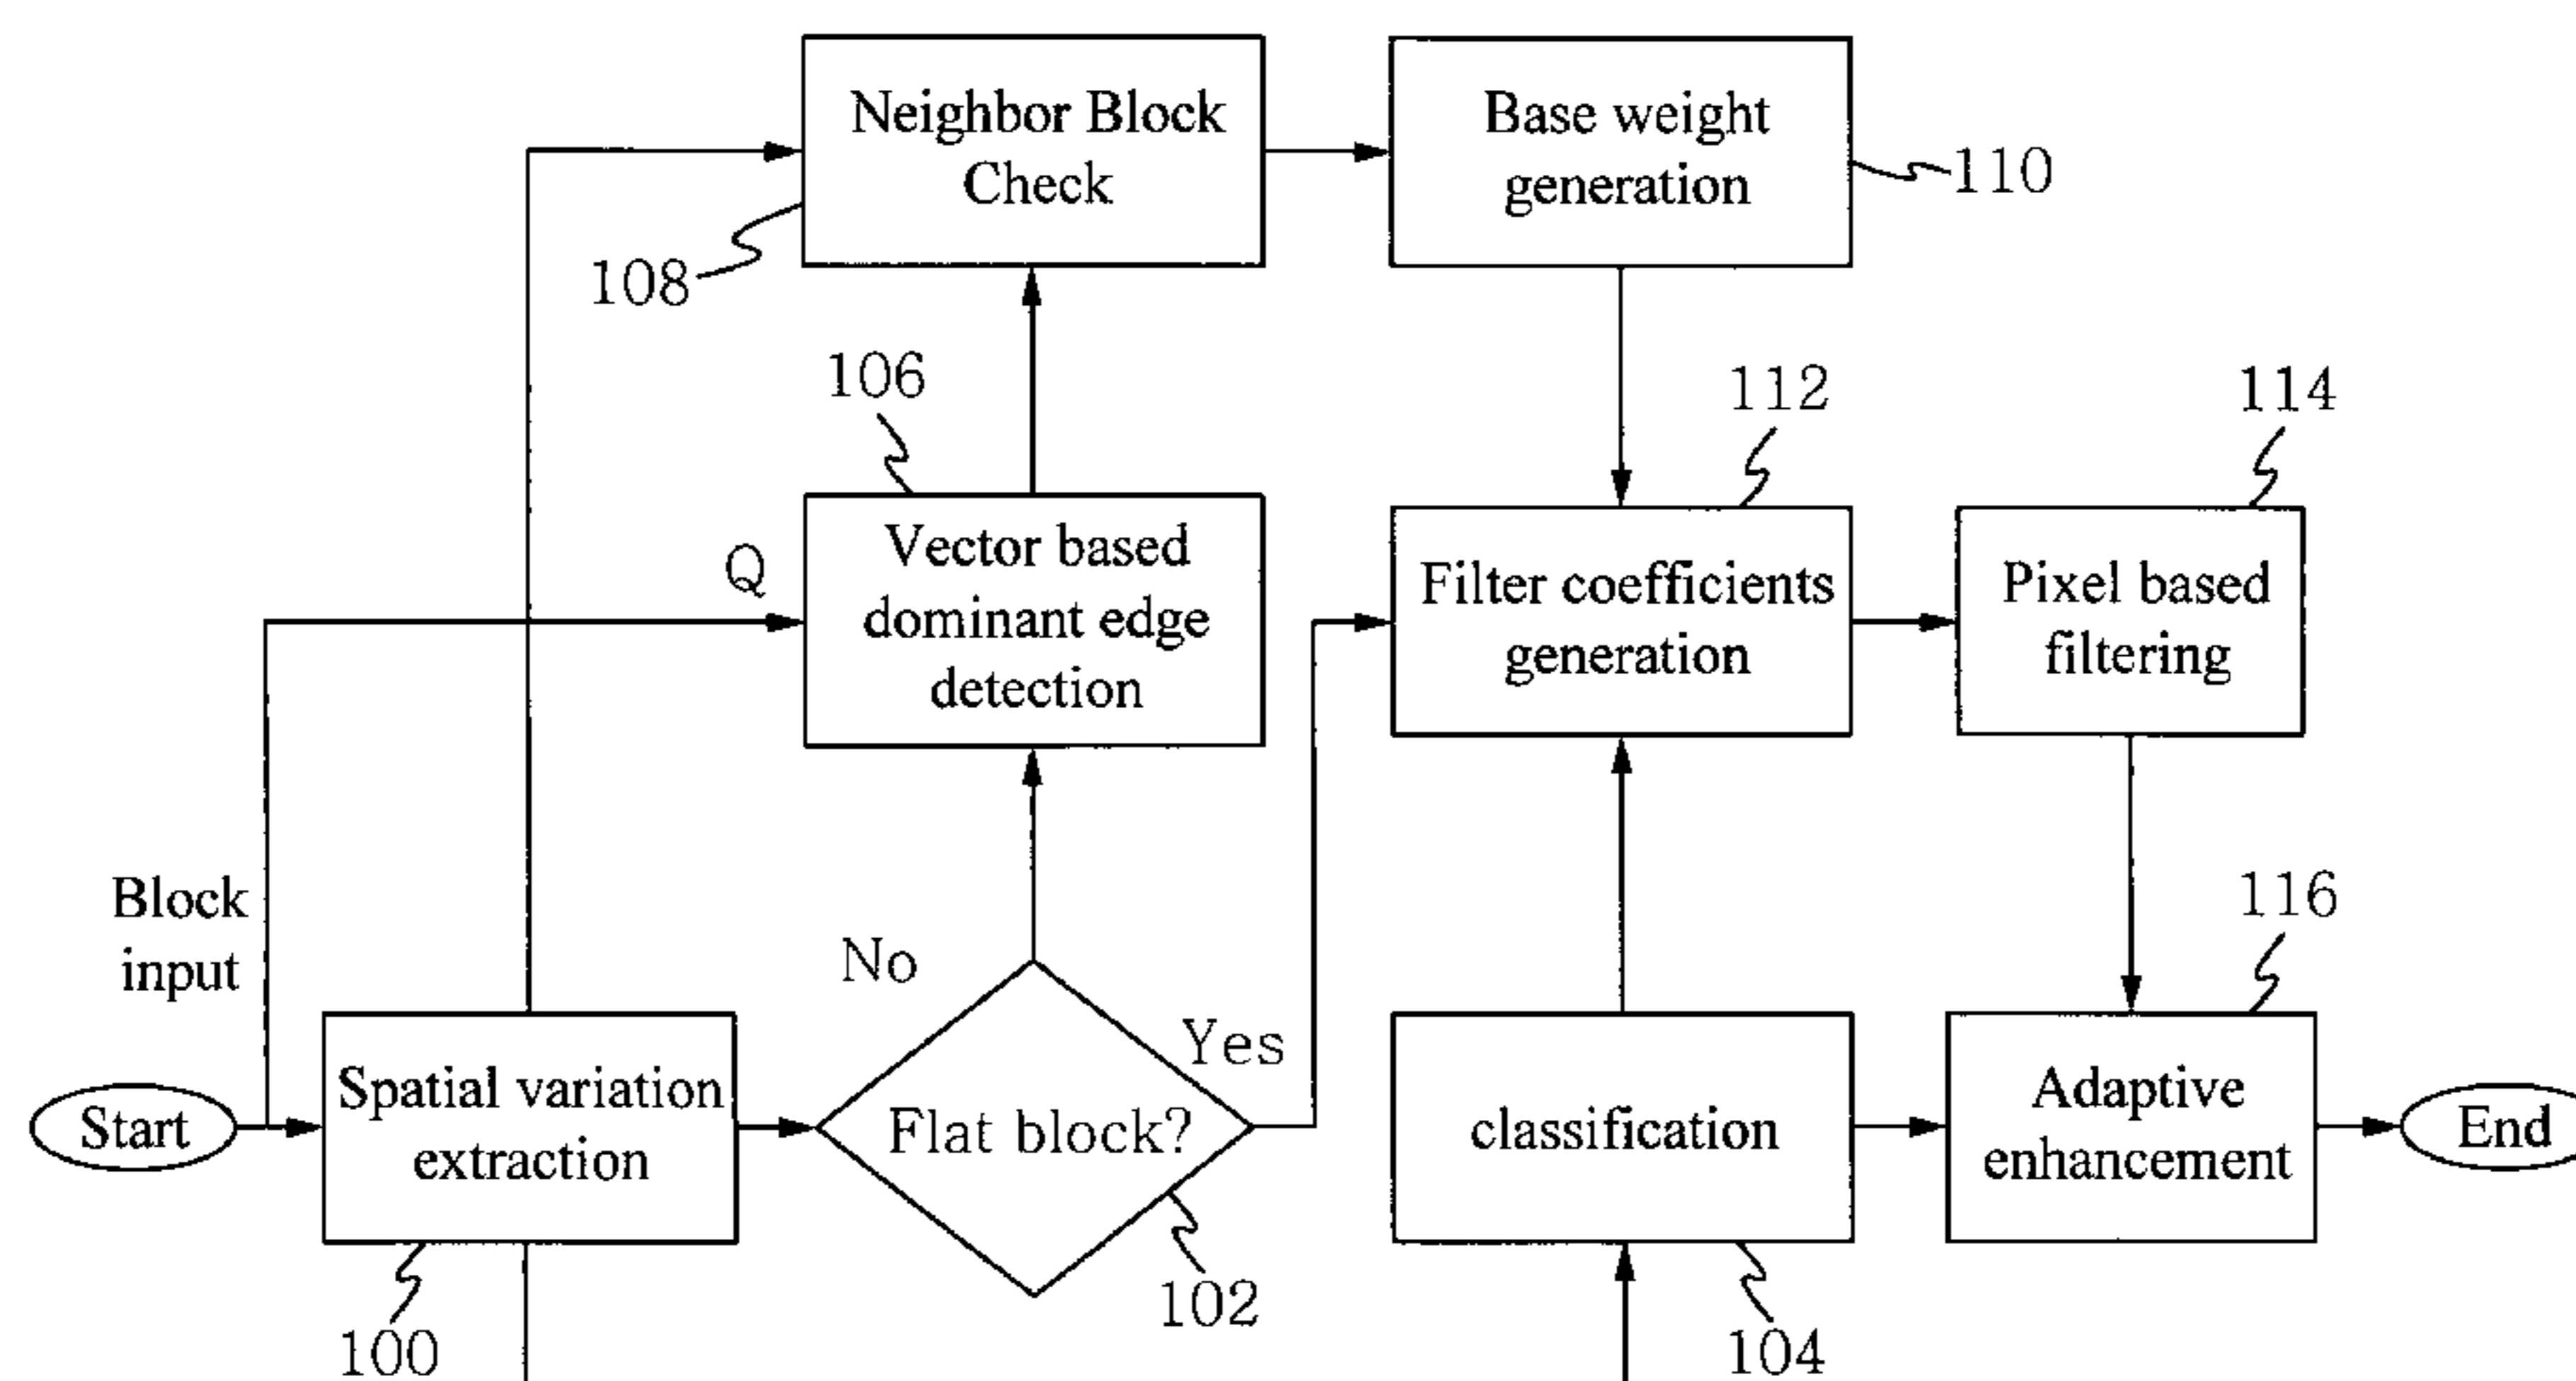 Neighbor Block
Check
108
Base weight
generation
110
106
Vector based
dominant edge
detection
Q
112
Filter coefficients
generation
114
Pixel based
filtering
Block
input
Start
Spatial variation
extraction
100
No
Yes
Flat block?
102
classification
104
116
Adaptive
enhancement
End